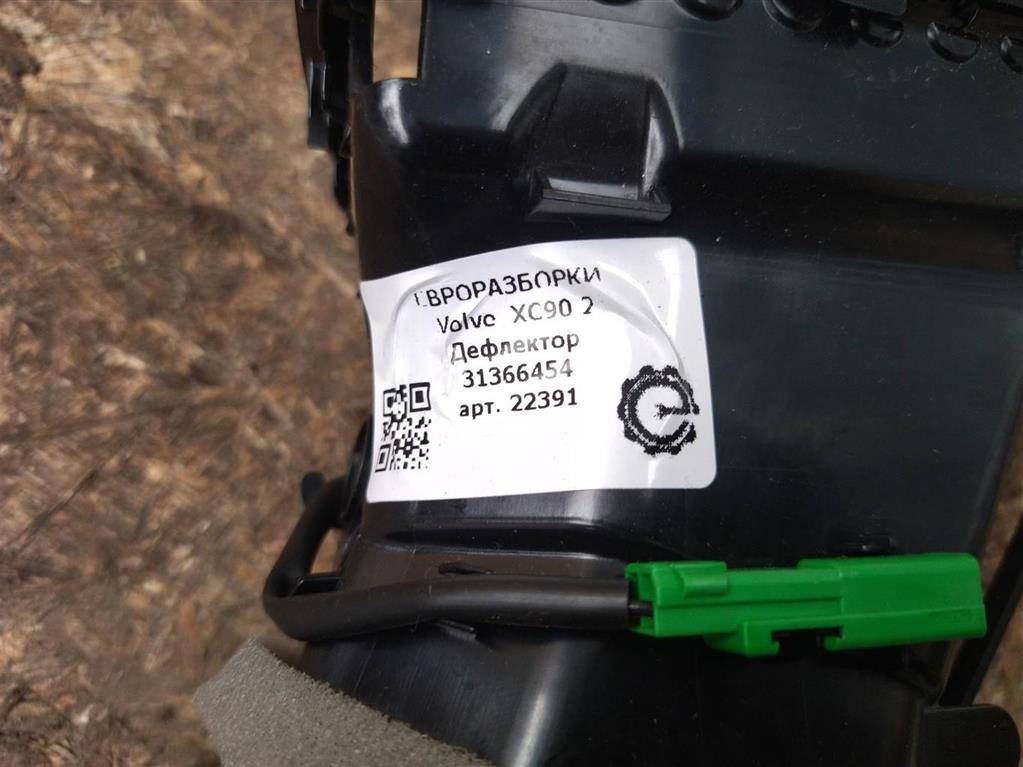 ЕВРОРАЗБОРКИ
Volvo XC90 2
Дефлектор
31366454
арт. 22391